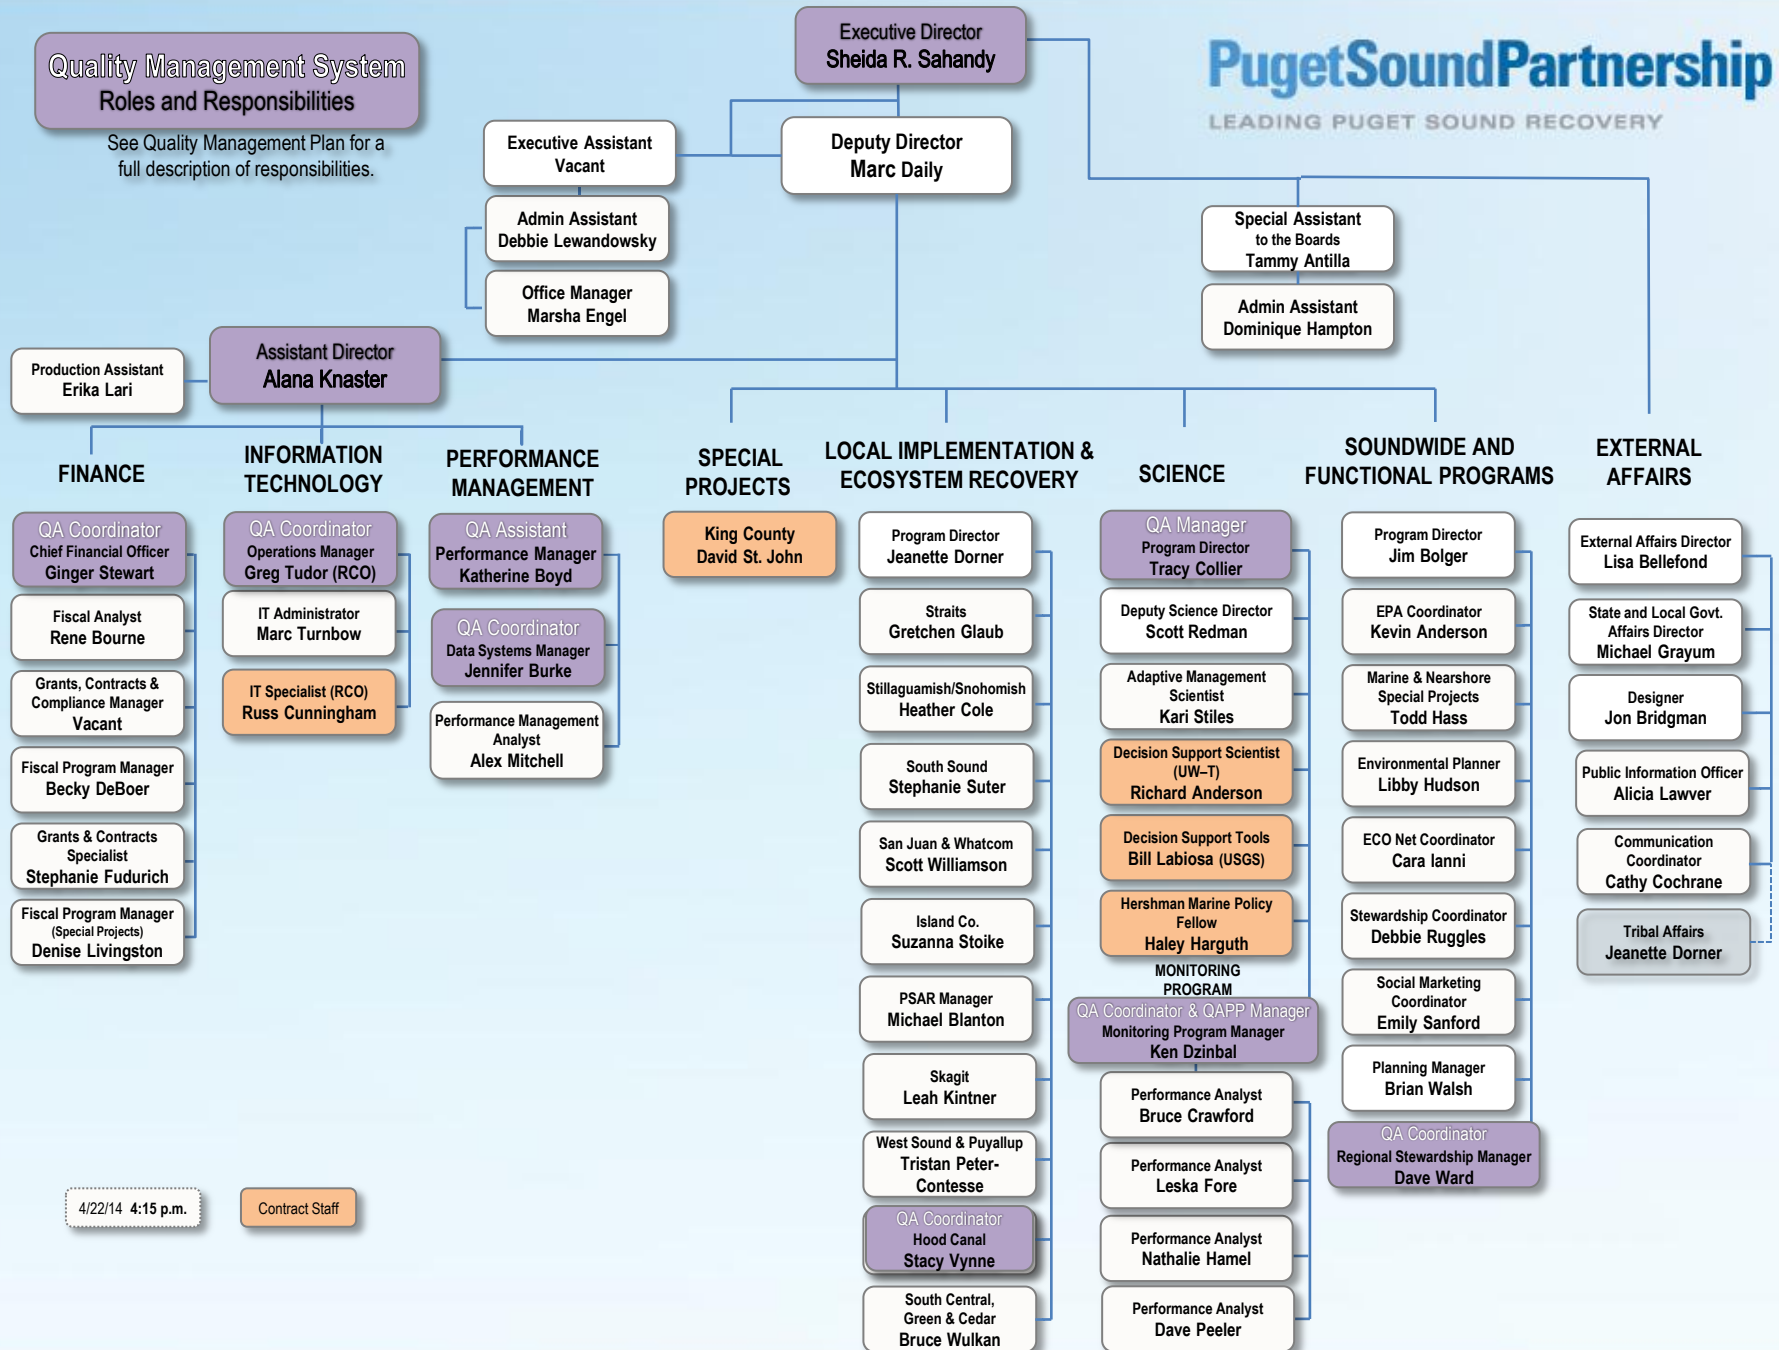 Quality Management System
Roles and Responsibilities
See Quality Management Plan for a
full description of responsibilities.
Executive Director
Sheida R. Sahandy
PugetSoundPartnership
LEADING PUGET SOUND RECOVERY
Executive Assistant
Vacant
Deputy Director
Marc Daily
Admin Assistant
Debbie Lewandowsky
Office Manager
Marsha Engel
Special Assistant
to the Boards
Tammy Antilla
Admin Assistant
Dominique Hampton
Production Assistant
Erika Lari
Assistant Director
Alana Knaster
FINANCE
QA Coordinator
Chief Financial Officer
Ginger Stewart
Fiscal Analyst
Rene Bourne
Grants, Contracts &
Compliance Manager
Vacant
Fiscal Program Manager
Becky DeBoer
Grants & Contracts
Specialist
Stephanie Fudurich
Fiscal Program Manager
(Special Projects)
Denise Livingston
INFORMATION
TECHNOLOGY
QA Coordinator
Operations Manager
Greg Tudor (RCO)
IT Administrator
Marc Turnbow
IT Specialist (RCO)
Russ Cunningham
PERFORMANCE
MANAGEMENT
QA Assistant
Performance Manager
Katherine Boyd
QA Coordinator
Data Systems Manager
Jennifer Burke
Performance Management
Analyst
Alex Mitchell
SPECIAL
PROJECTS
King County
David St. John
LOCAL IMPLEMENTATION &
ECOSYSTEM RECOVERY
Program Director
Jeanette Dorner
Straits
Gretchen Glaub
Stillaguamish/Snohomish
Heather Cole
South Sound
Stephanie Suter
San Juan & Whatcom
Scott Williamson
Island Co.
Suzanna Stoike
PSAR Manager
Michael Blanton
Skagit
Leah Kintner
West Sound & Puyallup
Tristan Peter-
Contesse
QA Coordinator
Hood Canal
Stacy Vynne
South Central,
Green & Cedar
Bruce Wulkan
SCIENCE
QA Manager
Program Director
Tracy Collier
Deputy Science Director
Scott Redman
Adaptive Management
Scientist
Kari Stiles
Decision Support Scientist
(UW–T)
Richard Anderson
Decision Support Tools
Bill Labiosa (USGS)
Hershman Marine Policy
Fellow
Haley Harguth
MONITORING
PROGRAM
QA Coordinator & QAPP Manager
Monitoring Program Manager
Ken Dzinbal
Performance Analyst
Bruce Crawford
Performance Analyst
Leska Fore
Performance Analyst
Nathalie Hamel
Performance Analyst
Dave Peeler
SOUNDWIDE AND
FUNCTIONAL PROGRAMS
Program Director
Jim Bolger
EPA Coordinator
Kevin Anderson
Marine & Nearshore
Special Projects
Todd Hass
Environmental Planner
Libby Hudson
ECO Net Coordinator
Cara Ianni
Stewardship Coordinator
Debbie Ruggles
Social Marketing
Coordinator
Emily Sanford
Planning Manager
Brian Walsh
QA Coordinator
Regional Stewardship Manager
Dave Ward
EXTERNAL
AFFAIRS
External Affairs Director
Lisa Bellefond
State and Local Govt.
Affairs Director
Michael Grayum
Designer
Jon Bridgman
Public Information Officer
Alicia Lawver
Communication
Coordinator
Cathy Cochrane
Tribal Affairs
Jeanette Dorner
4/22/14 4:15 p.m.
Contract Staff